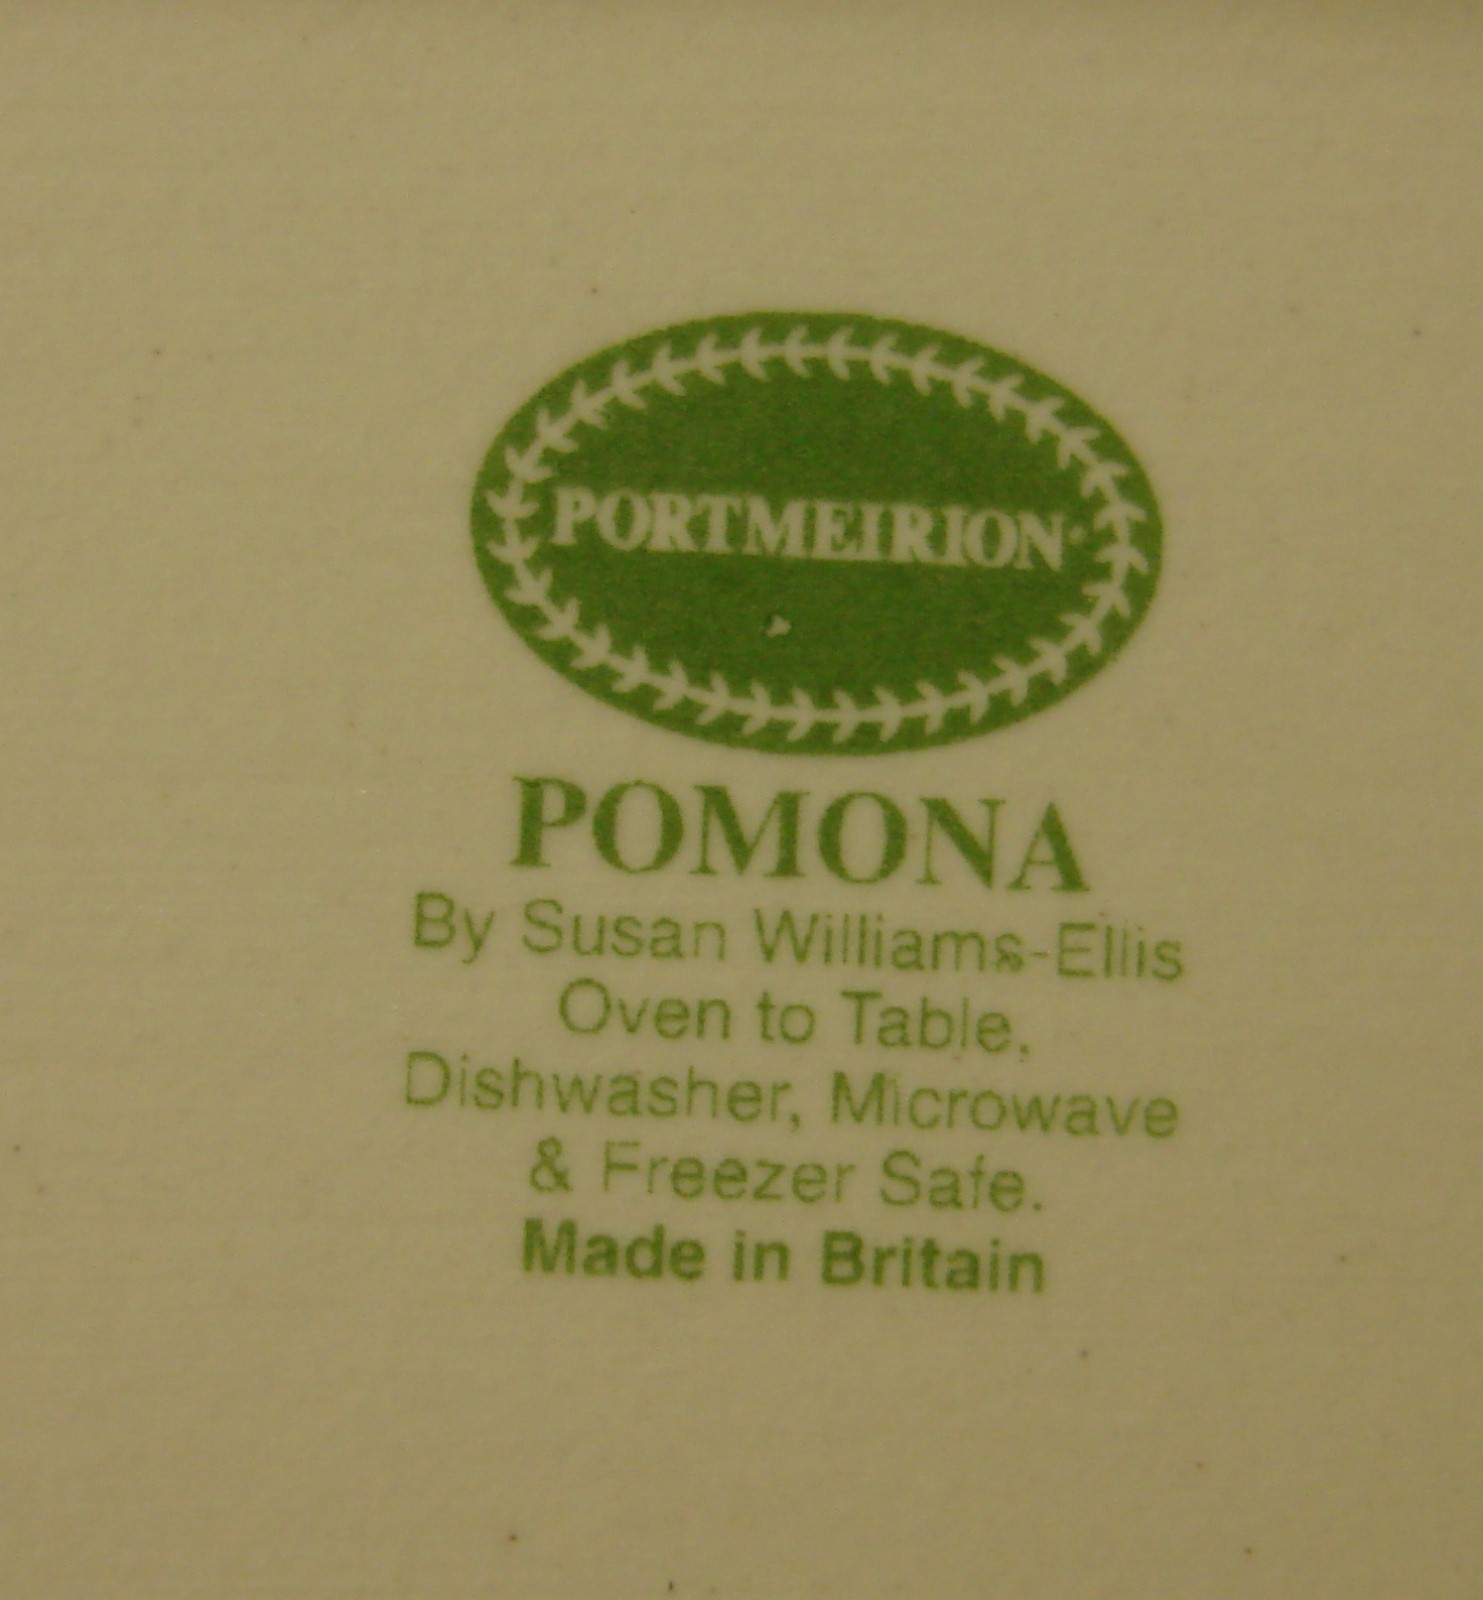 PORTMEIRION
POMONA
By Susan Williams-Ellis
Oven to Table,
Dishwasher, Microwave
& Freezer Safe.
Made in Britain